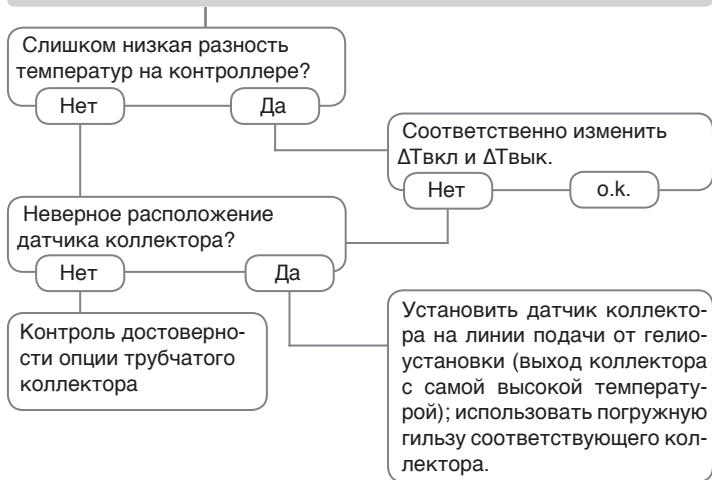 Слишком низкая разность
температур на контроллере?
Нет
Да
Соответственно изменить
ΔTвкл и ΔTвык.
Нет
o.k.
Неверное расположение
датчика коллектора?
Нет
Да
Контроль достоверно-
сти опции трубчатого
коллектора
Установить датчик коллекто-
ра на линии подачи от гелио-
установки (выход коллектора
с самой высокой температу-
рой); использовать погружную
гильзу соответствующего кол-
лектора.